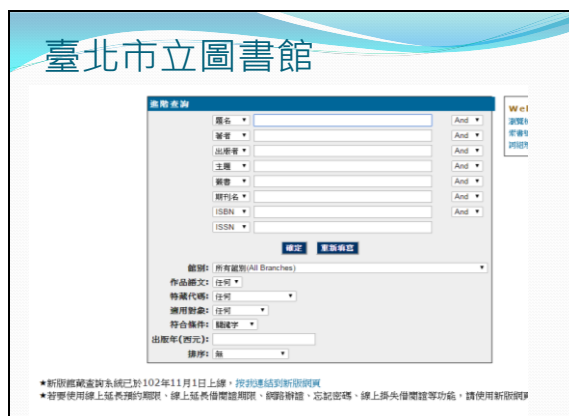 臺北市立圖書館
進階查詢
題名 And
著者 And
出版者 And
主題 And
叢書 And
期刊名 And
ISBN And
ISSN
確定 重新填寫
館別: 所有館別(All Branches)
作品語文: 任何
特藏代碼: 任何
適用對象: 任何
符合條件: 關鍵字
出版年(西元):
排序: 無
Wel
瀏覽
★新版館藏查詢系統已於102年11月1日上線，按我連結到新版網頁
★若要使用線上延長預約期限、線上延長借閱證期限、網路辦證、忘記密碼、線上掛失借閱證等功能，請使用新版網頁